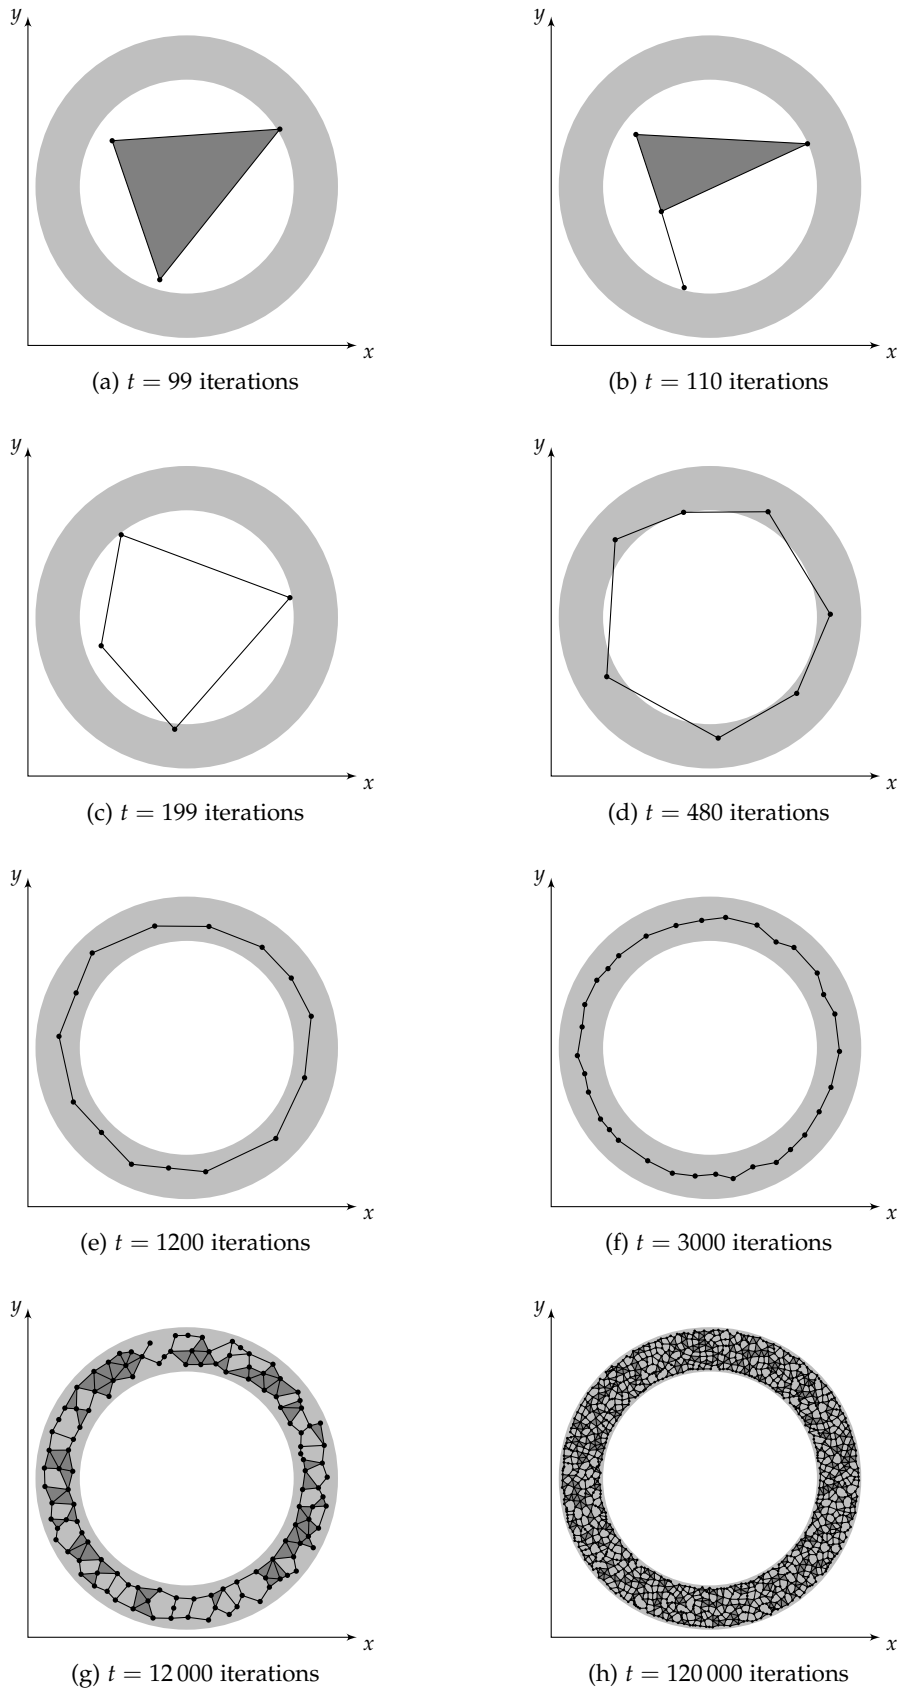 y
y
x
x
(a) t = 99 iterations
(b) t = 110 iterations
y
y
x
x
(c) t = 199 iterations
(d) t = 480 iterations
y
y
x
x
(e) t = 1200 iterations
(f) t = 3000 iterations
y
y
x
x
(g) t = 12 000 iterations
(h) t = 120 000 iterations